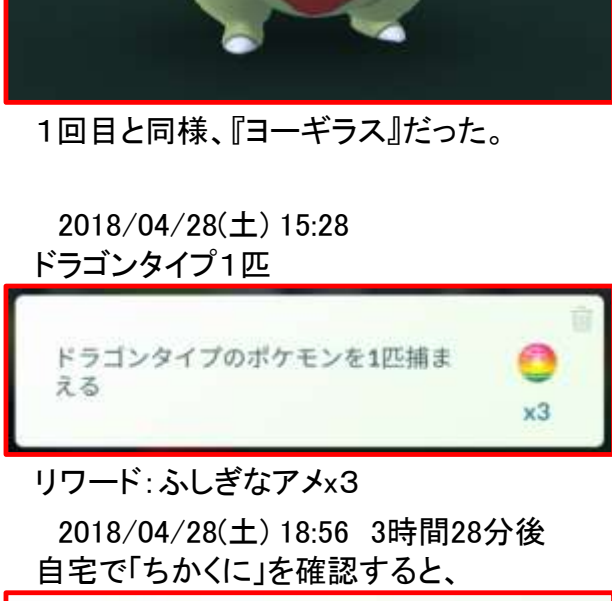 １回目と同様、『ヨーギラス』だった。
2018/04/28(土) 15:28
ドラゴンタイプ１匹
ドラゴンタイプのポケモンを1匹捕ま
える
x3
リワード：ふしぎなアメx３
2018/04/28(土) 18:56 3時間28分後
自宅で「ちかくに」を確認すると、